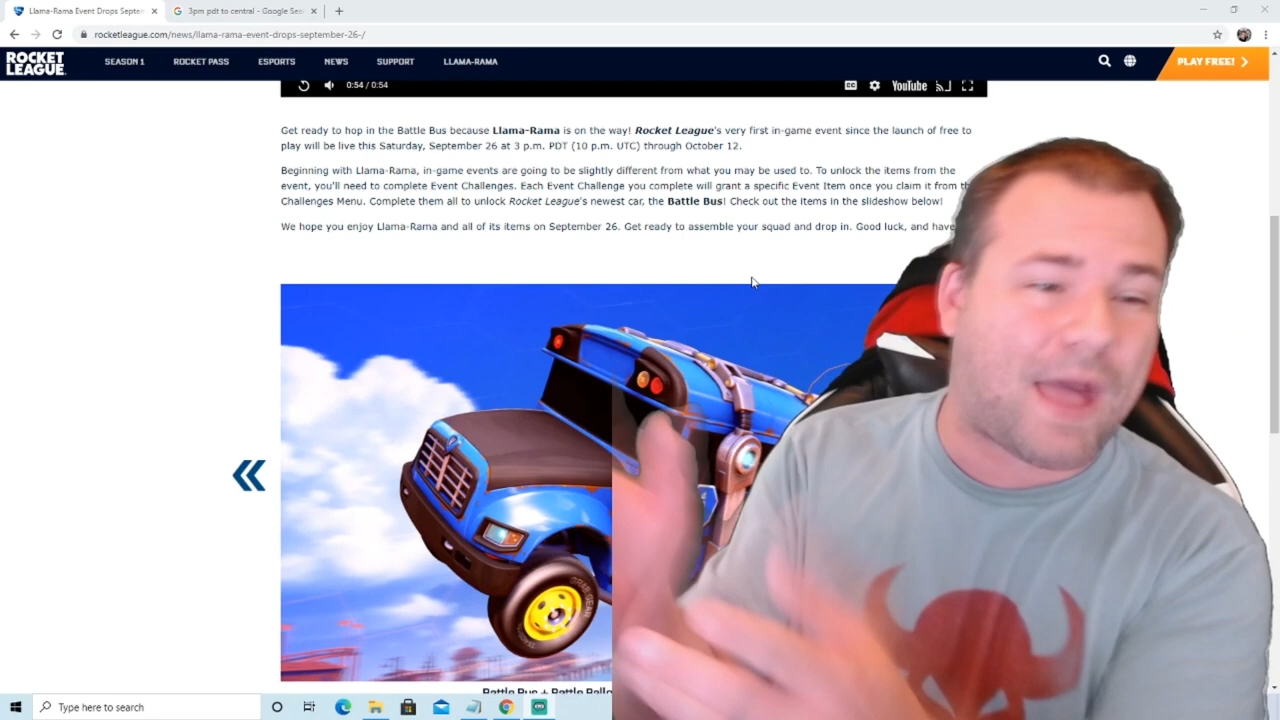 Llama-Rama Event Drops Septem
3pm pdt to central - Google Sea
rocketleague.com/news/llama-rama-event-drops-september-26-/
ROCKET
LEAGUE
SEASON 1
ROCKET PASS
ESPORTS
NEWS
SUPPORT
LLAMA-RAMA
PLAY FREE!
0:54 / 0:54
CC
YouTube
Get ready to hop in the Battle Bus because Llama-Rama is on the way! Rocket League's very first in-game event since the launch of free to
play will be live this Saturday, September 26 at 3 p.m. PDT (10 p.m. UTC) through October 12.
Beginning with Llama-Rama, in-game events are going to be slightly different from what you may be used to. To unlock the items from the
event, you'll need to complete Event Challenges. Each Event Challenge you complete will grant a specific Event Item once you claim it from th
Challenges Menu. Complete them all to unlock Rocket League's newest car, the Battle Bus! Check out the items in the slideshow below!
We hope you enjoy Llama-Rama and all of its items on September 26. Get ready to assemble your squad and drop in. Good luck, and have
Battle Bus + Battle Ballo
Type here to search